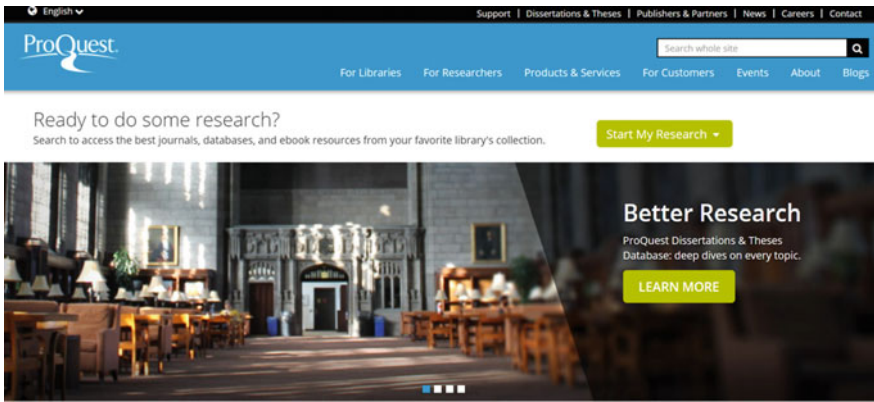 English
Support | Dissertations & Theses | Publishers & Partners | News | Careers | Contact
ProQuest.
Search whole site
For Libraries For Researchers Products & Services For Customers Events About Blogs
Ready to do some research?
Search to access the best journals, databases, and ebook resources from your favorite library's collection.
Start My Research
Better Research
ProQuest Dissertations & Theses
Database: deep dives on every topic.
LEARN MORE